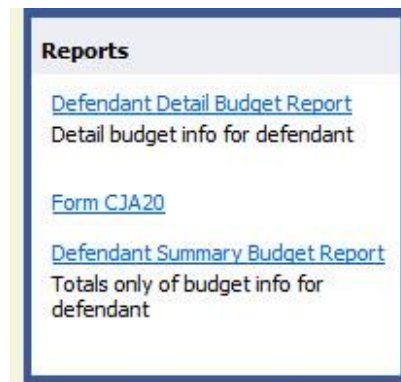 Reports
Defendant Detail Budget Report
Detail budget info for defendant
Form CJA20
Defendant Summary Budget Report
Totals only of budget info for
defendant